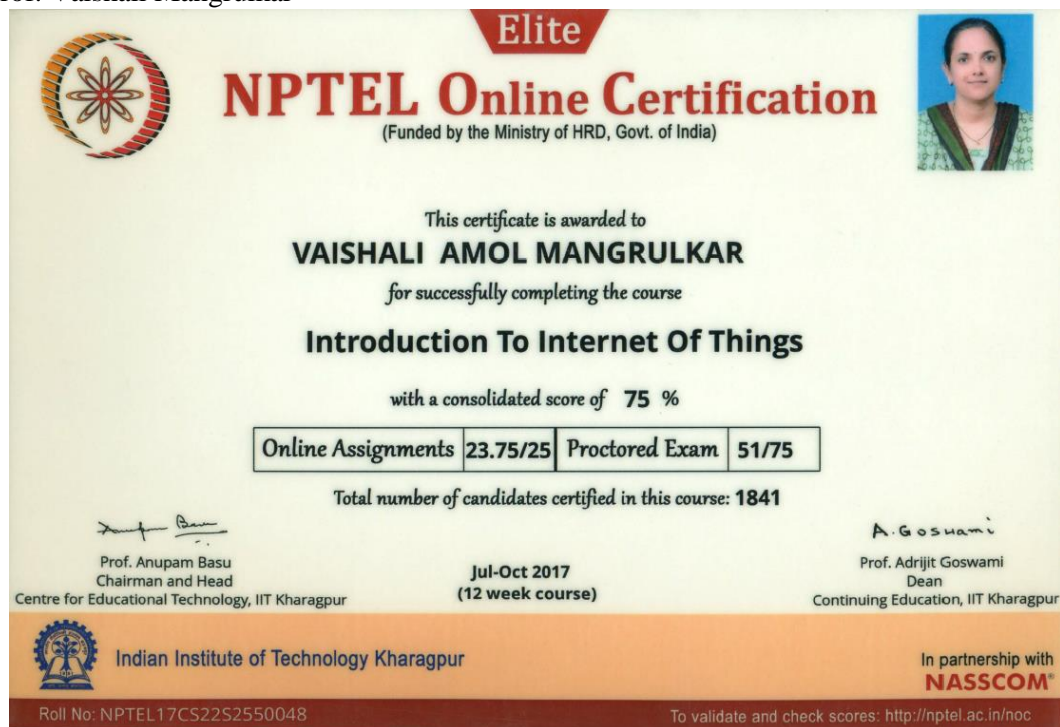 Prof. Vaishali Mangrulkar
Elite
NPTEL Online Certification
(Funded by the Ministry of HRD, Govt. of India)
This certificate is awarded to
VAISHALI AMOL MANGRULKAR
for successfully completing the course
Introduction To Internet Of Things
with a consolidated score of 75 %
Online Assignments 23.75/25 Proctored Exam 51/75
Total number of candidates certified in this course: 1841
A. Goswami
Prof. Anupam Basu
Chairman and Head
Centre for Educational Technology, IIT Kharagpur
Jul-Oct 2017
(12 week course)
Prof. Adrijit Goswami
Dean
Continuing Education, IIT Kharagpur
Indian Institute of Technology Kharagpur
In partnership with
NASSCOM®
Roll No: NPTEL17CS22S2550048
To validate and check scores: http://nptel.ac.in/noc